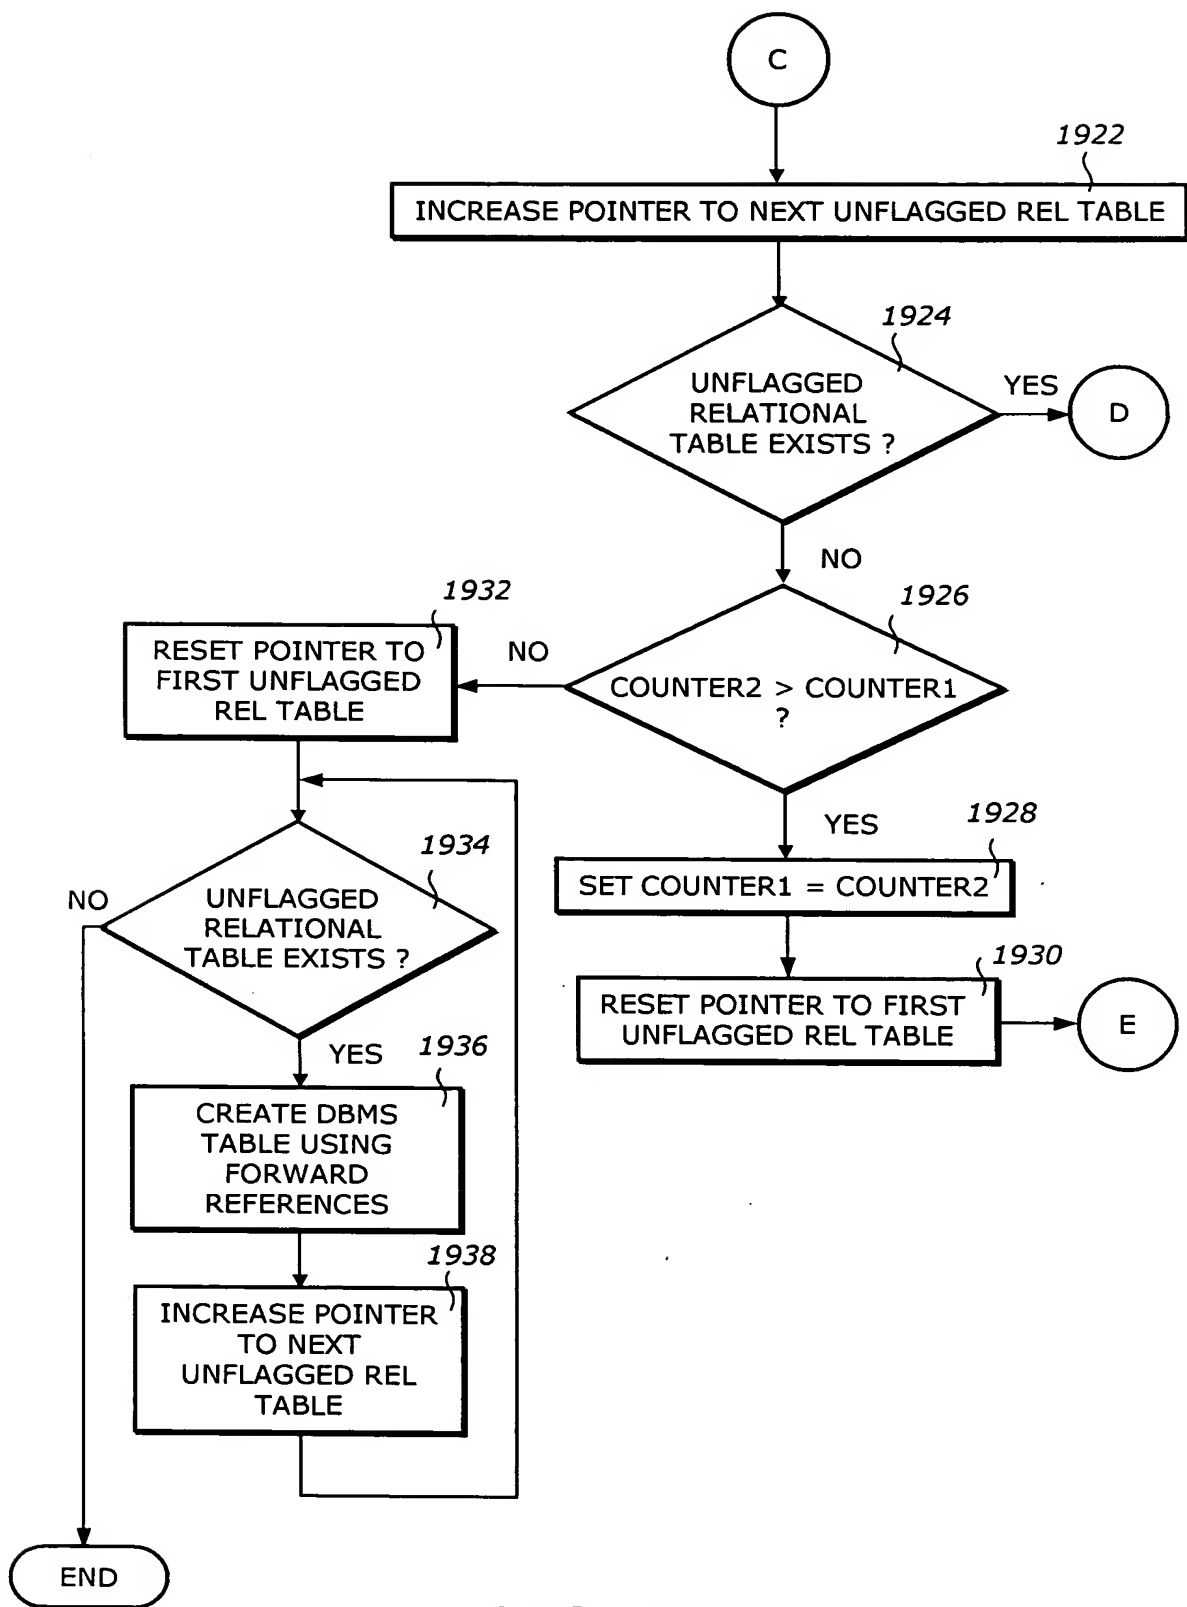 C
1922
INCREASE POINTER TO NEXT UNFLAGGED REL TABLE
1924
UNFLAGGED
RELATIONAL
TABLE EXISTS ?
YES
D
NO
1926
COUNTER2 > COUNTER1
?
NO
1932
RESET POINTER TO
FIRST UNFLAGGED
REL TABLE
YES
1928
SET COUNTER1 = COUNTER2
1930
RESET POINTER TO FIRST
UNFLAGGED REL TABLE
E
1934
UNFLAGGED
RELATIONAL
TABLE EXISTS ?
NO
YES
1936
CREATE DBMS
TABLE USING
FORWARD
REFERENCES
1938
INCREASE POINTER
TO NEXT
UNFLAGGED REL
TABLE
END